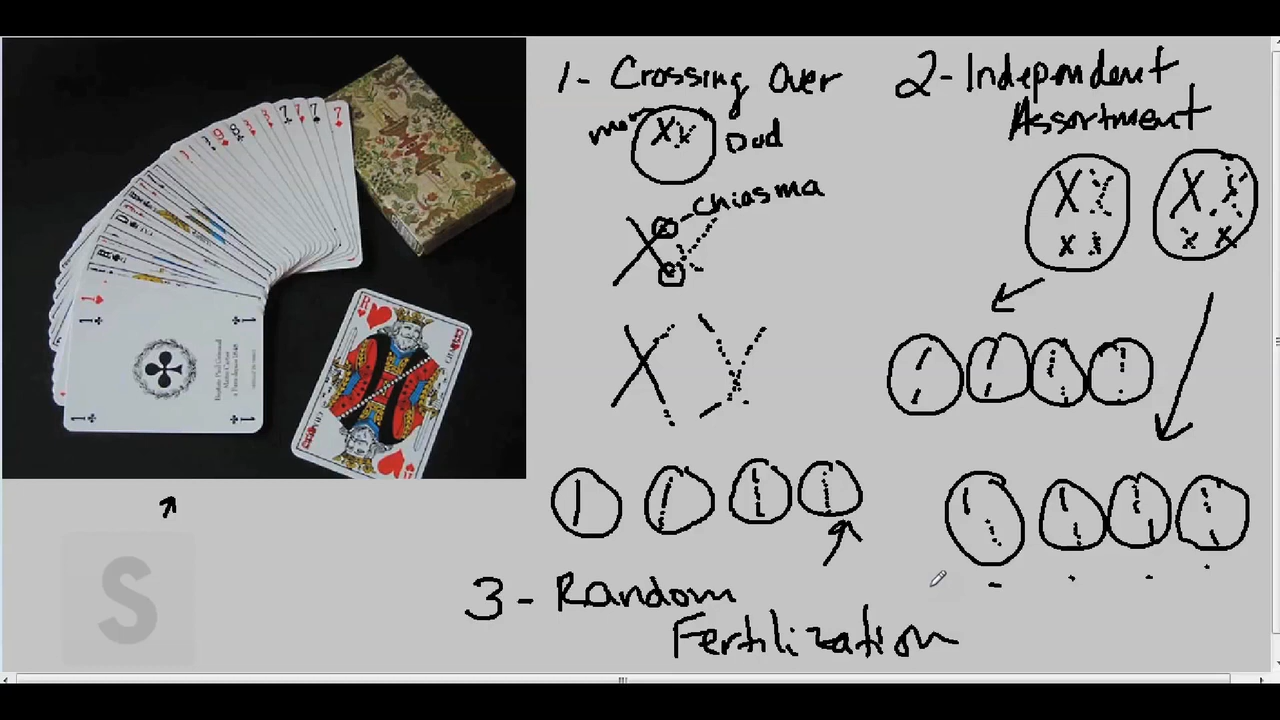 1- Crossing Over
mom
Dad
chiasma
2- Independent
Assortment
3- Random
Fertilization
S